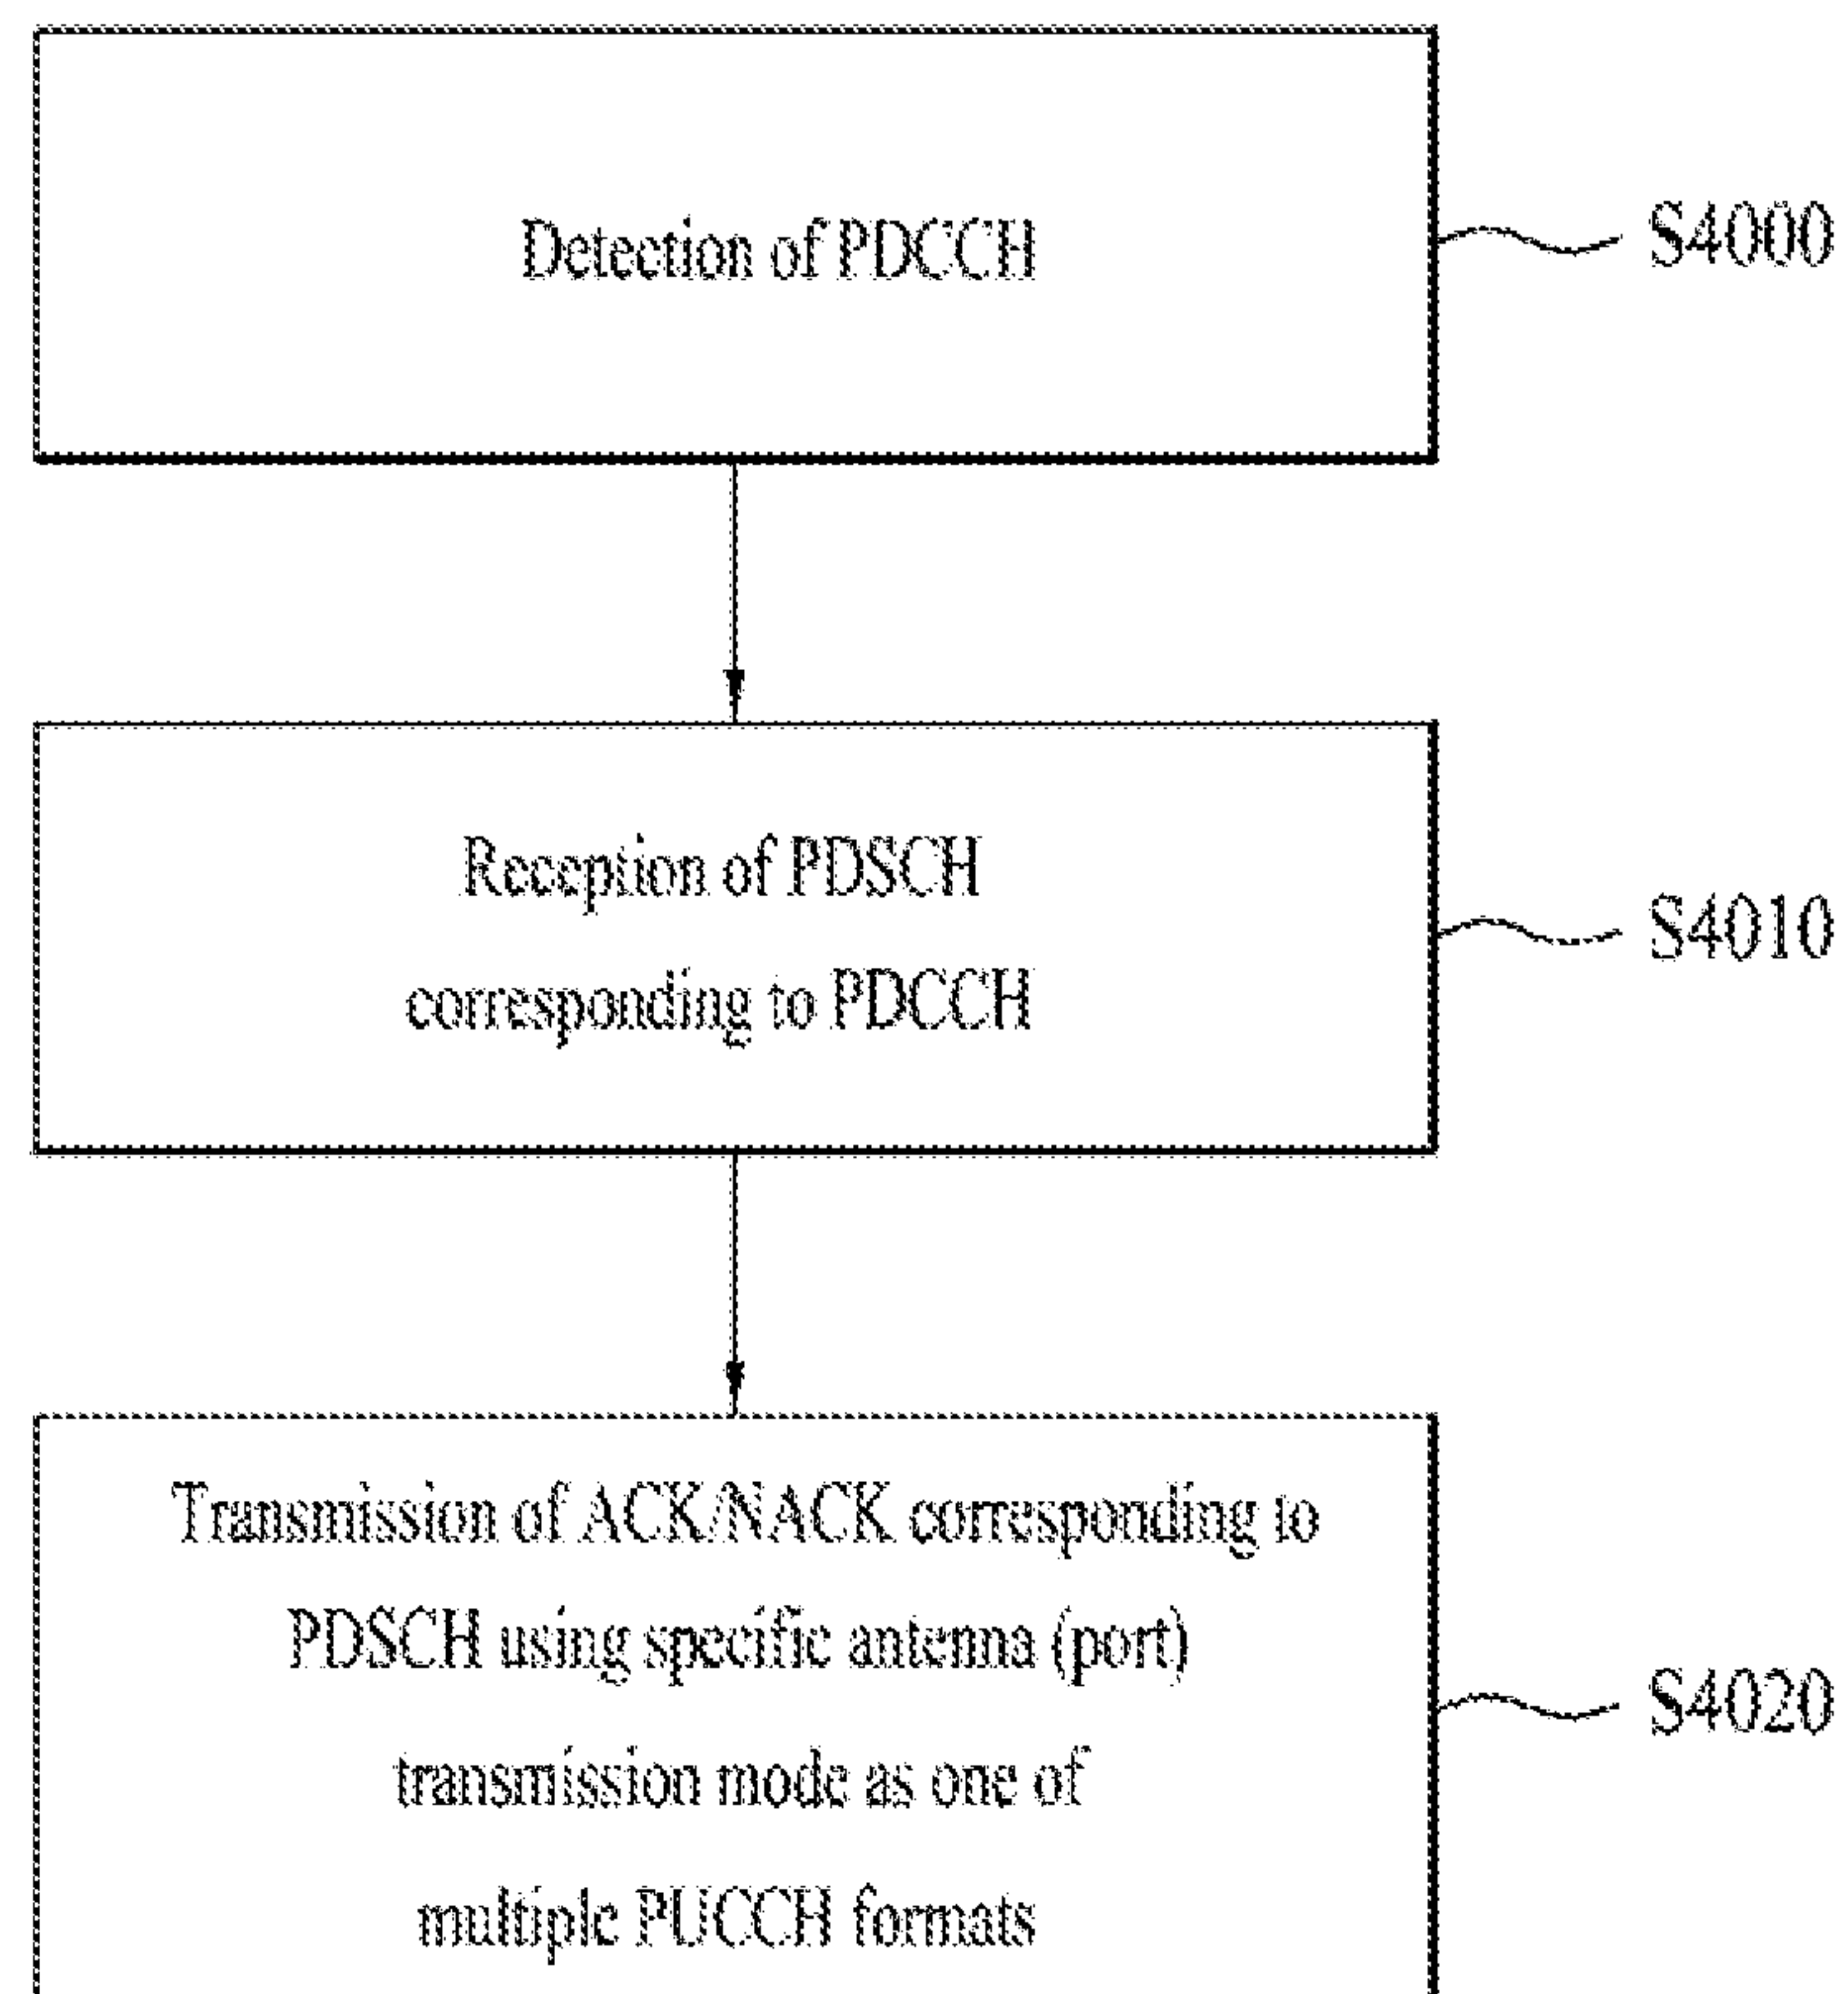 Detection of PDCCH
S4000
Reception of PDSCH
corresponding to PDCCH
S4010
Transmission of ACK/NACK corresponding to
PDSCH using specific antenna (port)
transmission mode as one of
multiple PUCCH formats
S4020